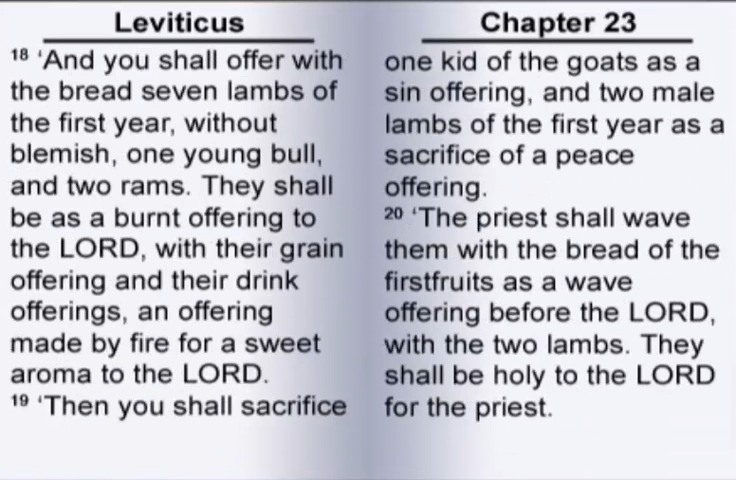 Leviticus
18 ‘And you shall offer with
the bread seven lambs of
the first year, without
blemish, one young bull,
and two rams. They shall
be as a burnt offering to
the LORD, with their grain
offering and their drink
offerings, an offering
made by fire for a sweet
aroma to the LORD.
19 ‘Then you shall sacrifice
Chapter 23
one kid of the goats as a
sin offering, and two male
lambs of the first year as a
sacrifice of a peace
offering.
20 ‘The priest shall wave
them with the bread of the
firstfruits as a wave
offering before the LORD,
with the two lambs. They
shall be holy to the LORD
for the priest.